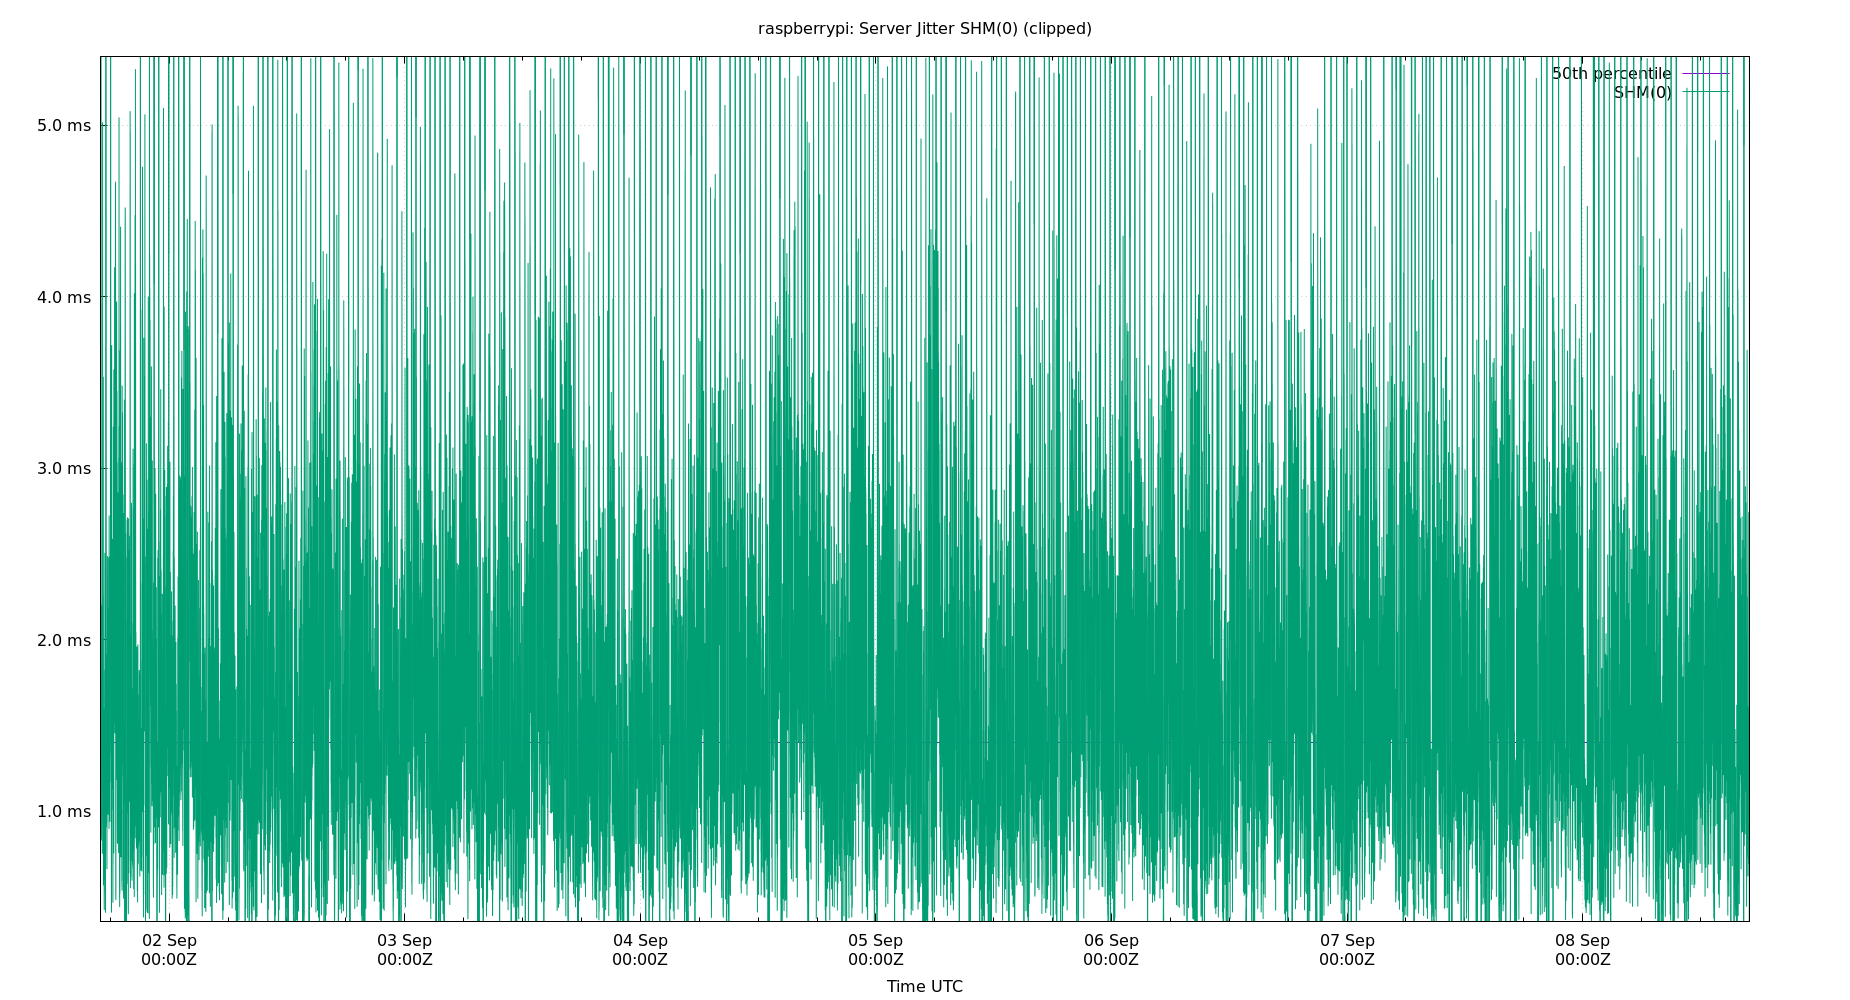 raspberrypi: Server Jitter SHM(0) (clipped)
50th percentile
SHM(0)
5.0 ms
4.0 ms
3.0 ms
2.0 ms
1.0 ms
02 Sep 03 Sep 04 Sep 05 Sep 06 Sep 07 Sep 08 Sep
00:00Z 00:00Z 00:00Z 00:00Z 00:00Z 00:00Z 00:00Z
Time UTC